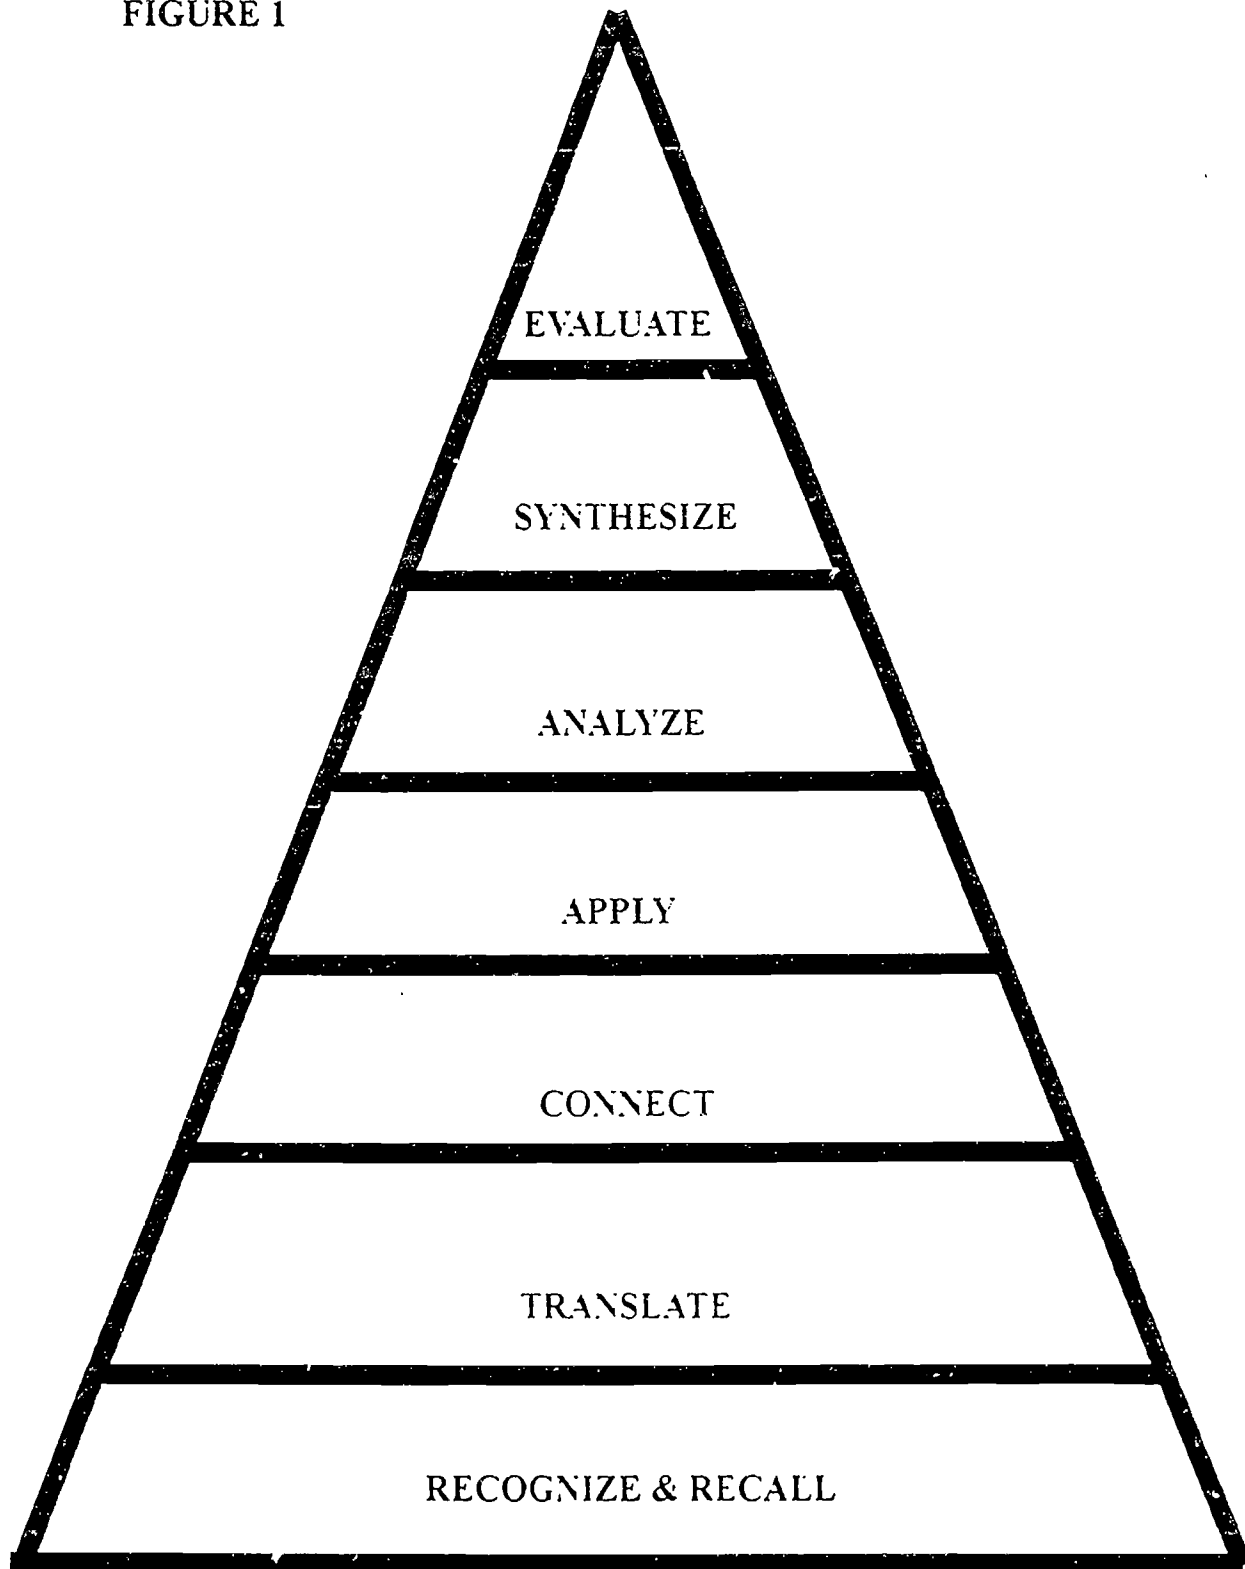 FIGURE 1
EVALUATE
SYNTHESIZE
ANALYZE
APPLY
CONNECT
TRANSLATE
RECOGNIZE & RECALL